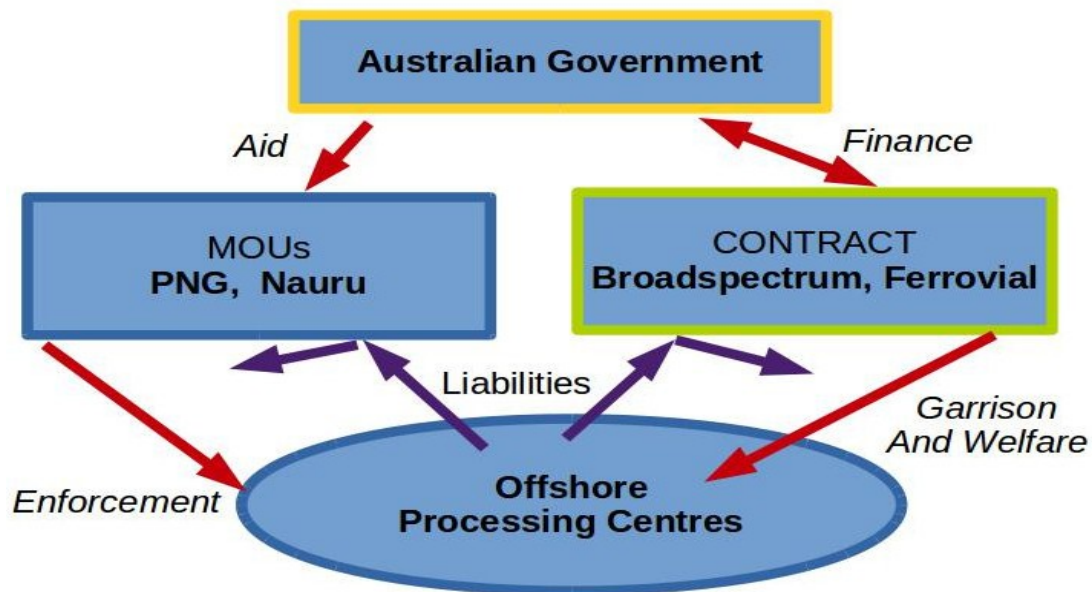 Australian Government
Aid
Finance
MOUs
PNG,  Nauru
CONTRACT
Broadspectrum, Ferrovial
Liabilities
Garrison
And Welfare
Enforcement
Offshore
Processing Centres